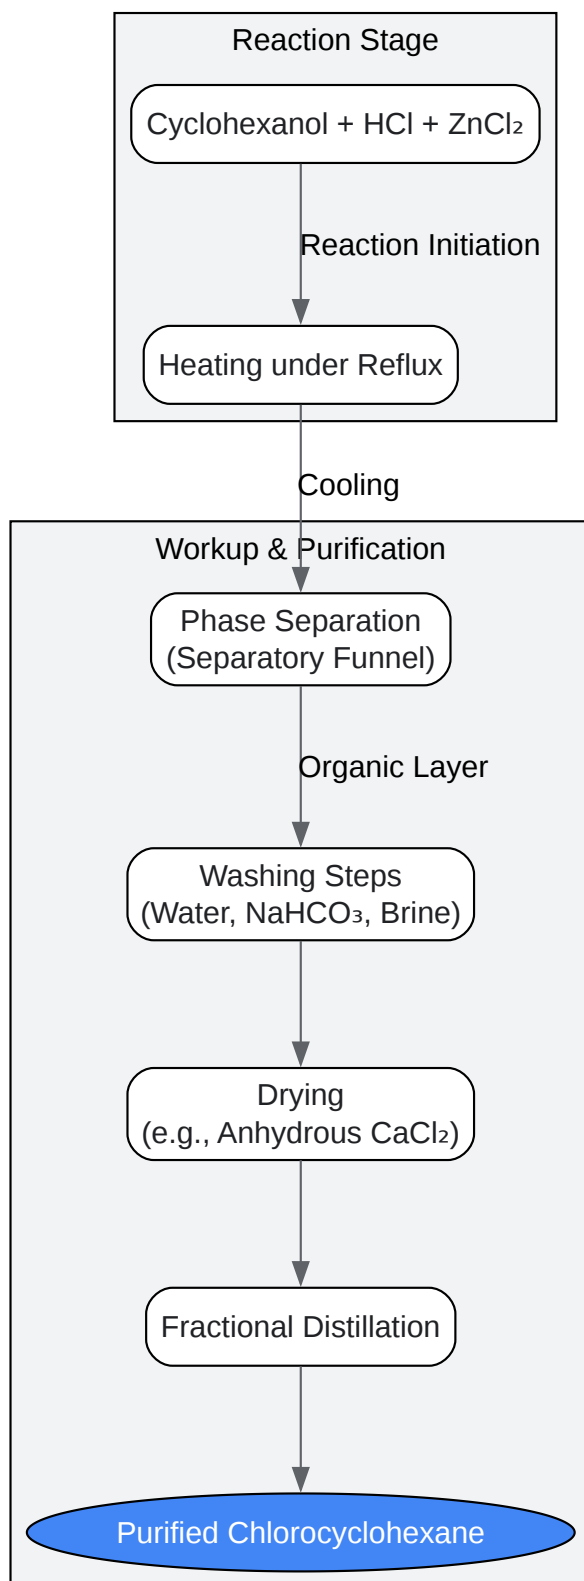 Reaction Stage
Cyclohexanol + HCl + ZnCl₂
Reaction Initiation
Heating under Reflux
Cooling
Workup & Purification
Phase Separation
(Separatory Funnel)
Organic Layer
Washing Steps
(Water, NaHCO₃, Brine)
Drying
(e.g., Anhydrous CaCl₂)
Fractional Distillation
Purified Chlorocyclohexane